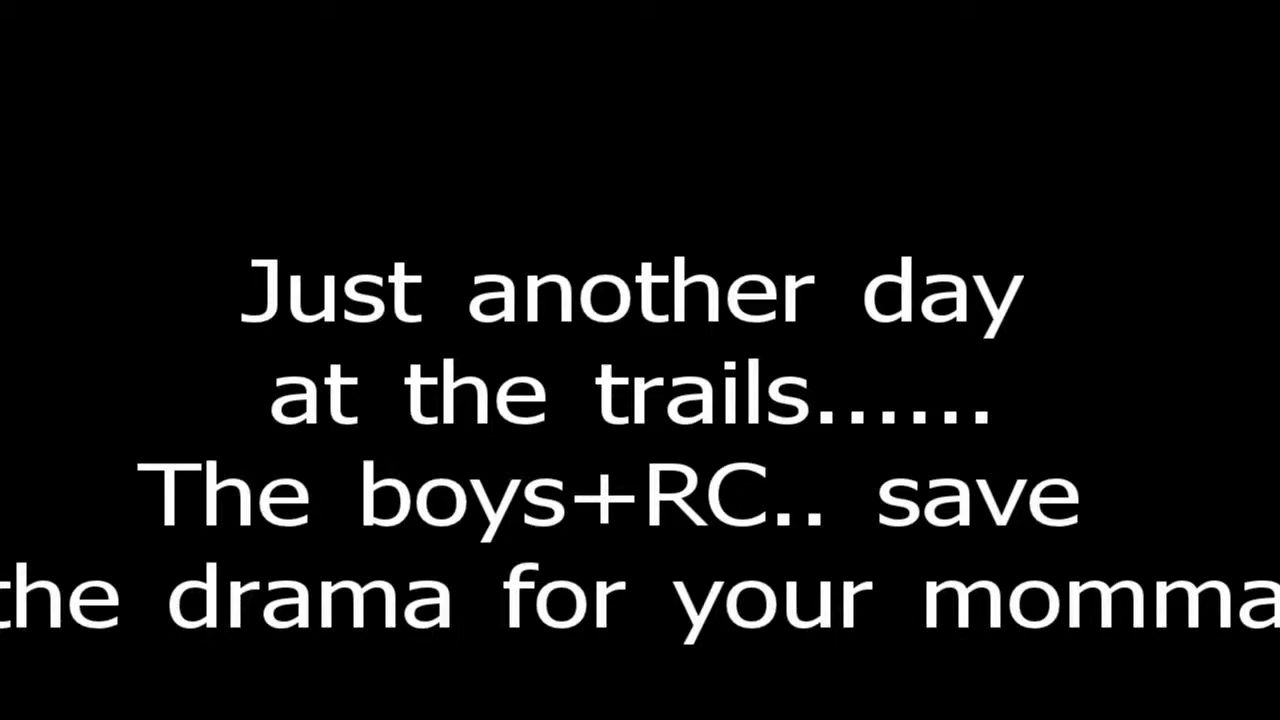 Just another day
at the trails......
The boys+RC.. save
the drama for your momma